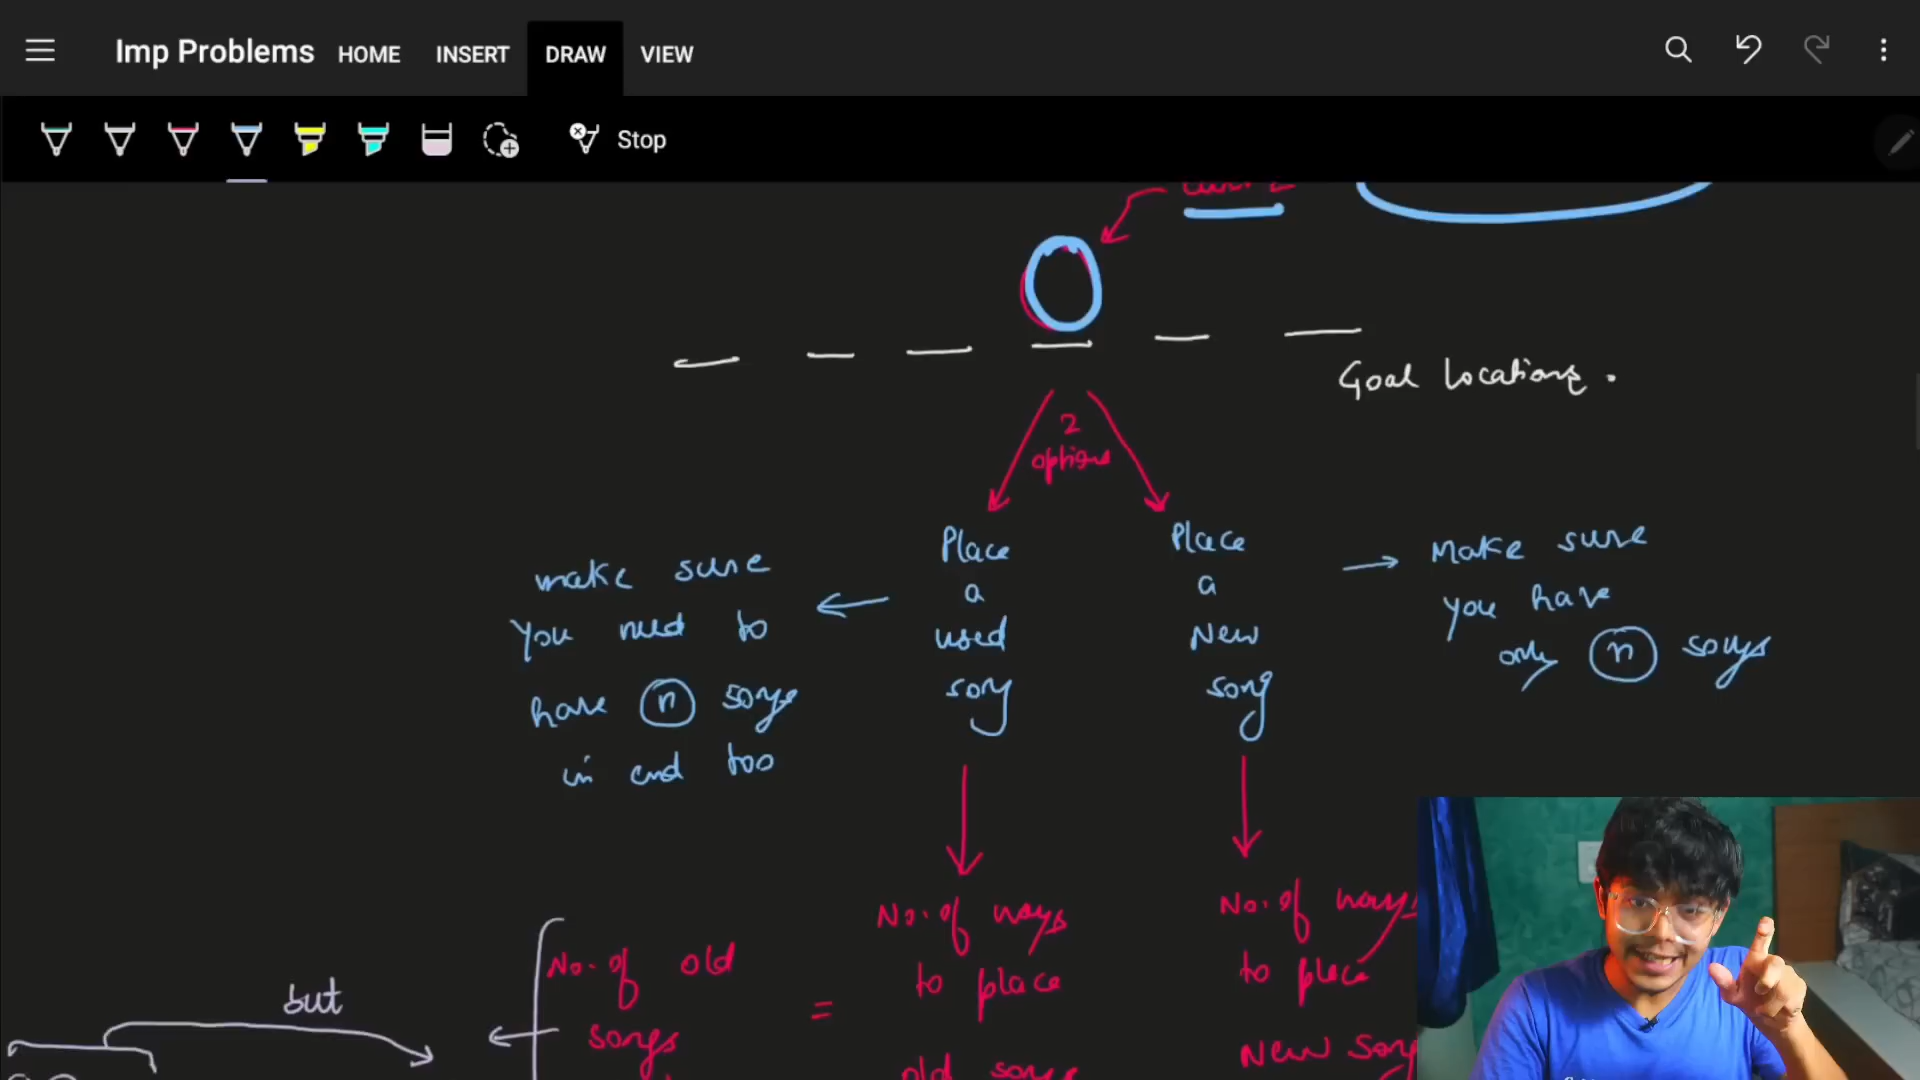 Imp Problems HOME INSERT DRAW VIEW
Stop
Goal Locations.
2
options
Place
a
used
song
Place
a
New
song
make sure
you need to
have n songs
in end too
Make sure
you have
only n songs
No. of ways
to place
old songs
No. of ways
to place
New song
No. of old
songs
=
but